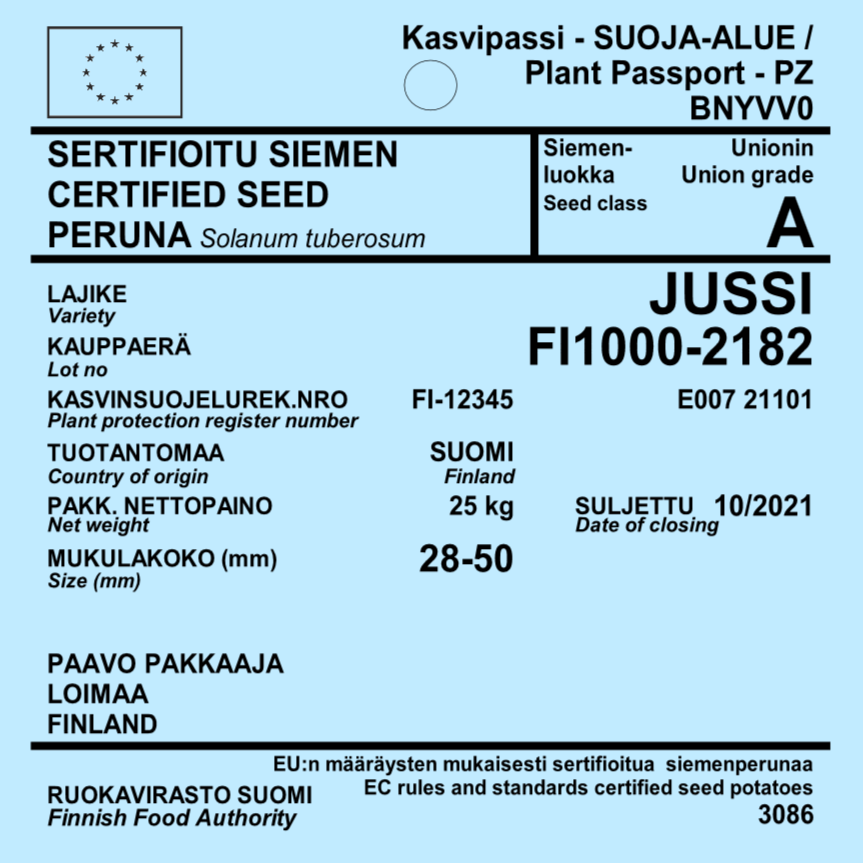 Kasvipassi - SUOJA-ALUE /
Plant Passport - PZ
BNYVV0
SERTIFIOITU SIEMEN
CERTIFIED SEED
PERUNA Solanum tuberosum
Siemen- Unionin
luokka Union grade
Seed class A
LAJIKE JUSSI
Variety
KAUPPAERÄ FI1000-2182
Lot no
KASVINSUOJELUREK.NRO FI-12345 E007 21101
Plant protection register number
TUOTANTOMAA SUOMI
Country of origin Finland
PAKK. NETTOPAINO 25 kg SULJETTU 10/2021
Net weight Date of closing
MUKULAKOKO (mm) 28-50
Size (mm)
PAAVO PAKKAAJA
LOIMAA
FINLAND
EU:n määräysten mukaisesti sertifioitua siemenperunaa
RUOKAVIRASTO SUOMI EC rules and standards certified seed potatoes
Finnish Food Authority 3086